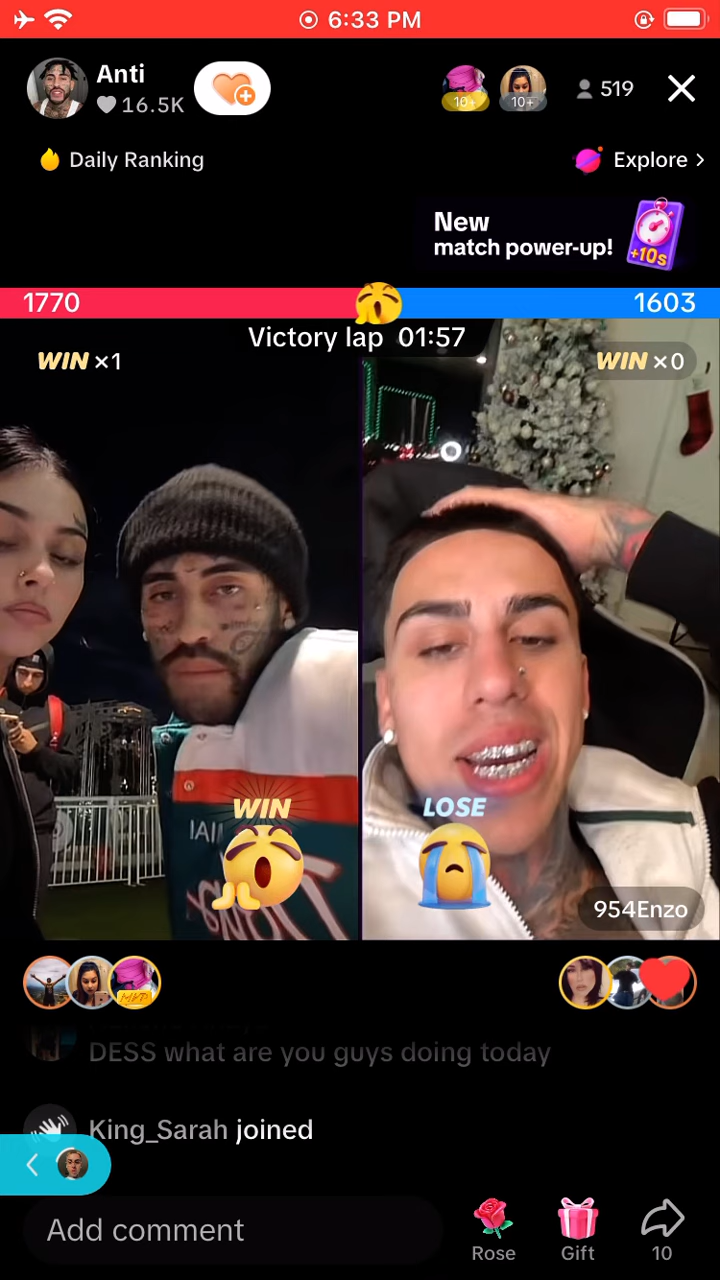 6:33 PM
Anti
16.5K
10+
10+
519
Daily Ranking
Explore >
New
match power-up!
+10s
1770
1603
Victory lap 01:57
WIN ×1
WIN ×0
WIN
LOSE
954Enzo
MVP
DESS what are you guys doing today
King_Sarah joined
Add comment
Rose
Gift
10